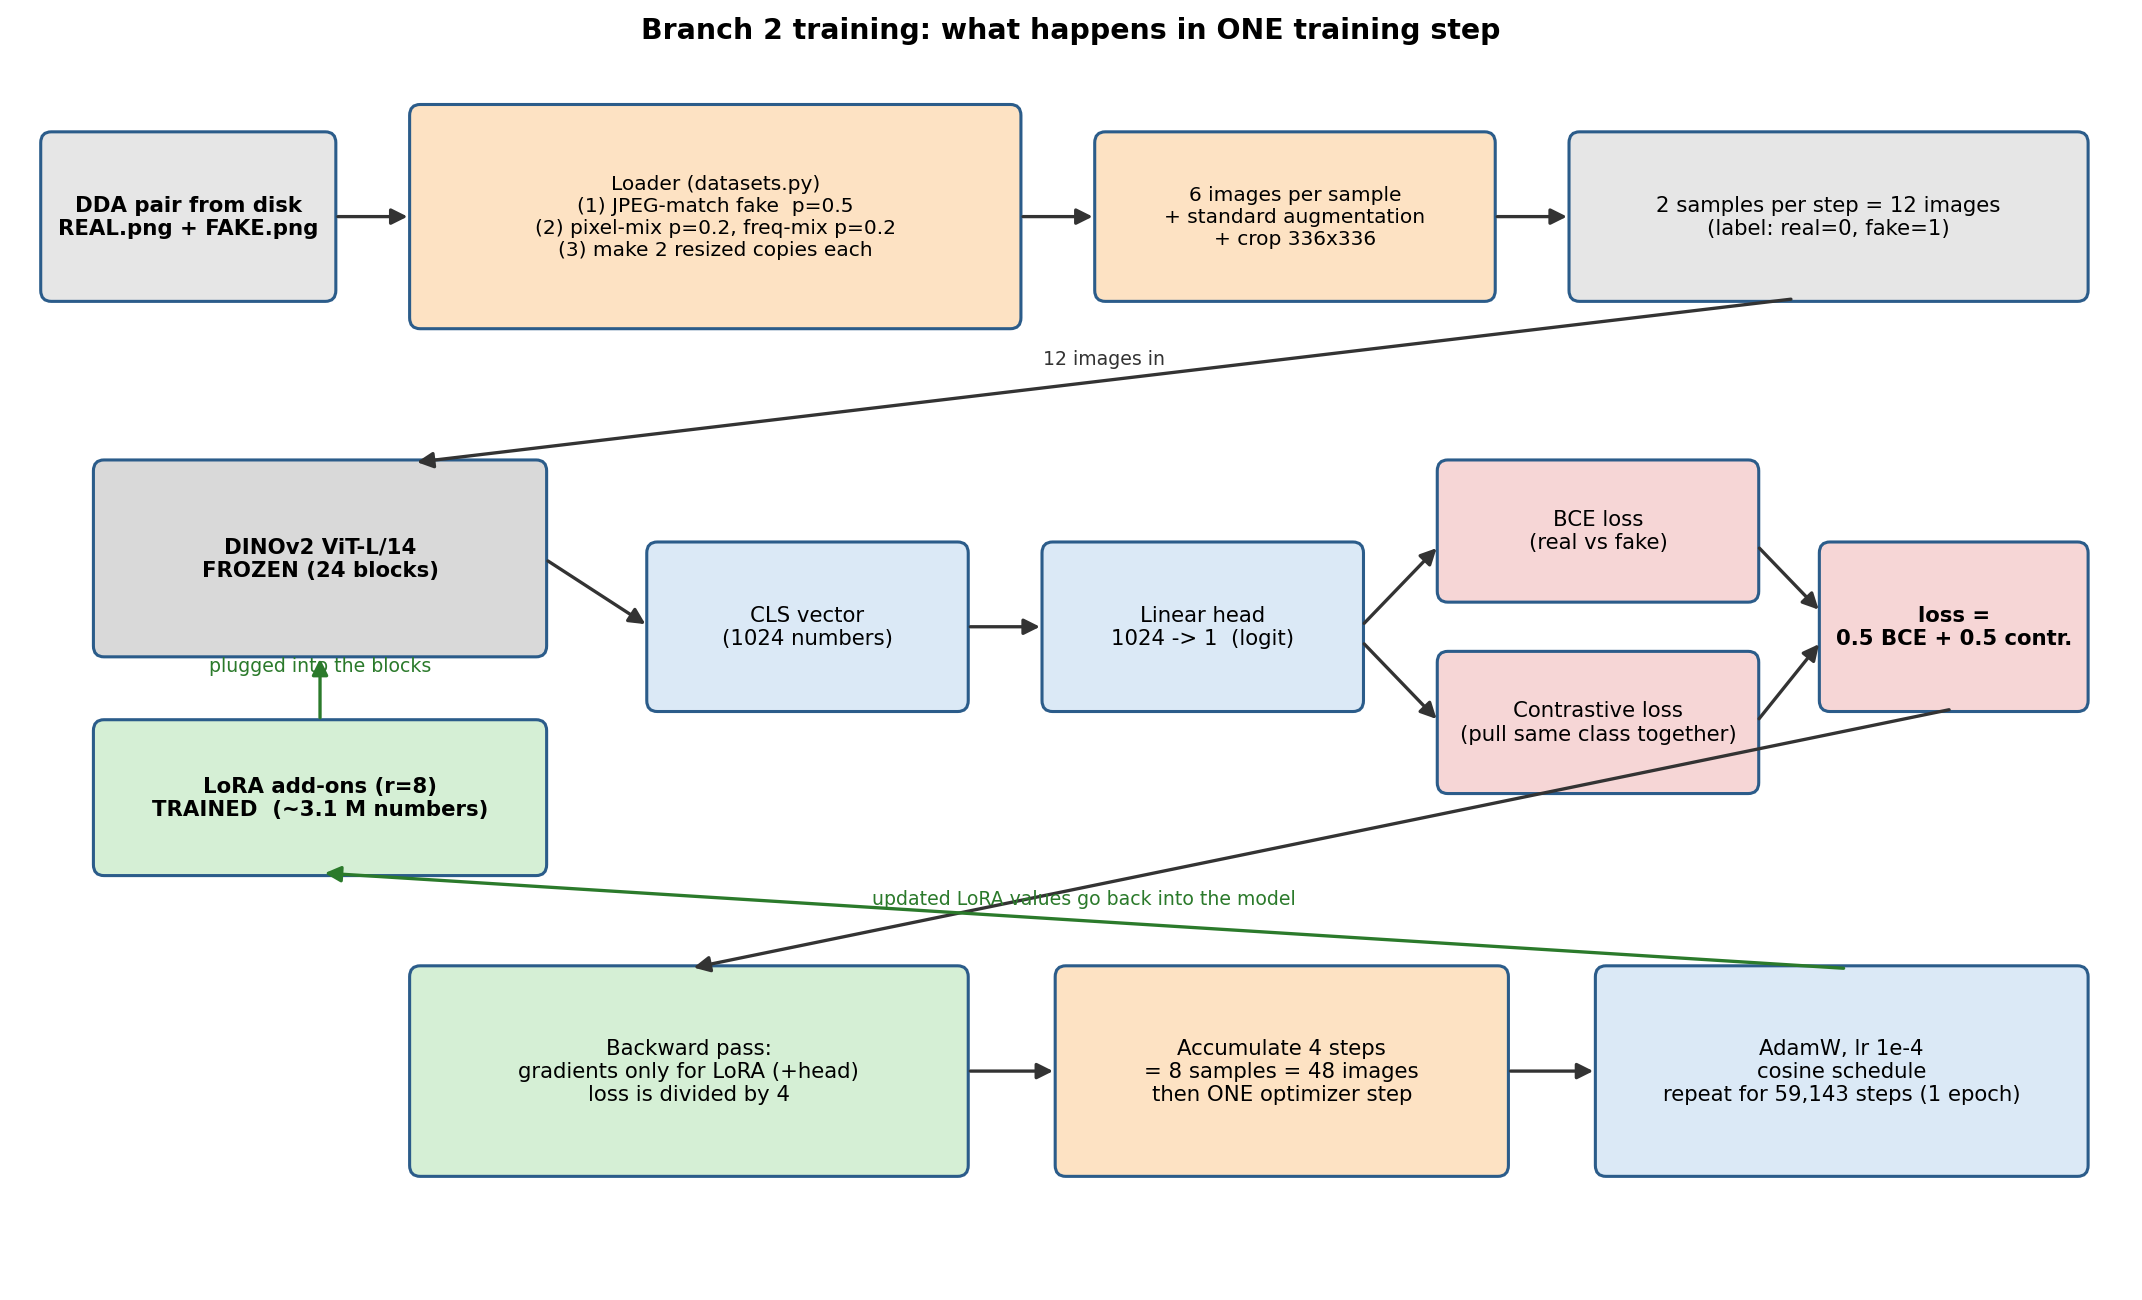 Branch 2 training: what happens in ONE training step
DDA pair from disk
REAL.png + FAKE.png
Loader (datasets.py)
(1) JPEG-match fake  p=0.5
(2) pixel-mix p=0.2, freq-mix p=0.2
(3) make 2 resized copies each
6 images per sample
+ standard augmentation
+ crop 336x336
2 samples per step = 12 images
(label: real=0, fake=1)
12 images in
DINOv2 ViT-L/14
FROZEN (24 blocks)
plugged into the blocks
LoRA add-ons (r=8)
TRAINED  (~3.1 M numbers)
CLS vector
(1024 numbers)
Linear head
1024 -> 1  (logit)
BCE loss
(real vs fake)
Contrastive loss
(pull same class together)
loss =
0.5 BCE + 0.5 contr.
updated LoRA values go back into the model
Backward pass:
gradients only for LoRA (+head)
loss is divided by 4
Accumulate 4 steps
= 8 samples = 48 images
then ONE optimizer step
AdamW, lr 1e-4
cosine schedule
repeat for 59,143 steps (1 epoch)